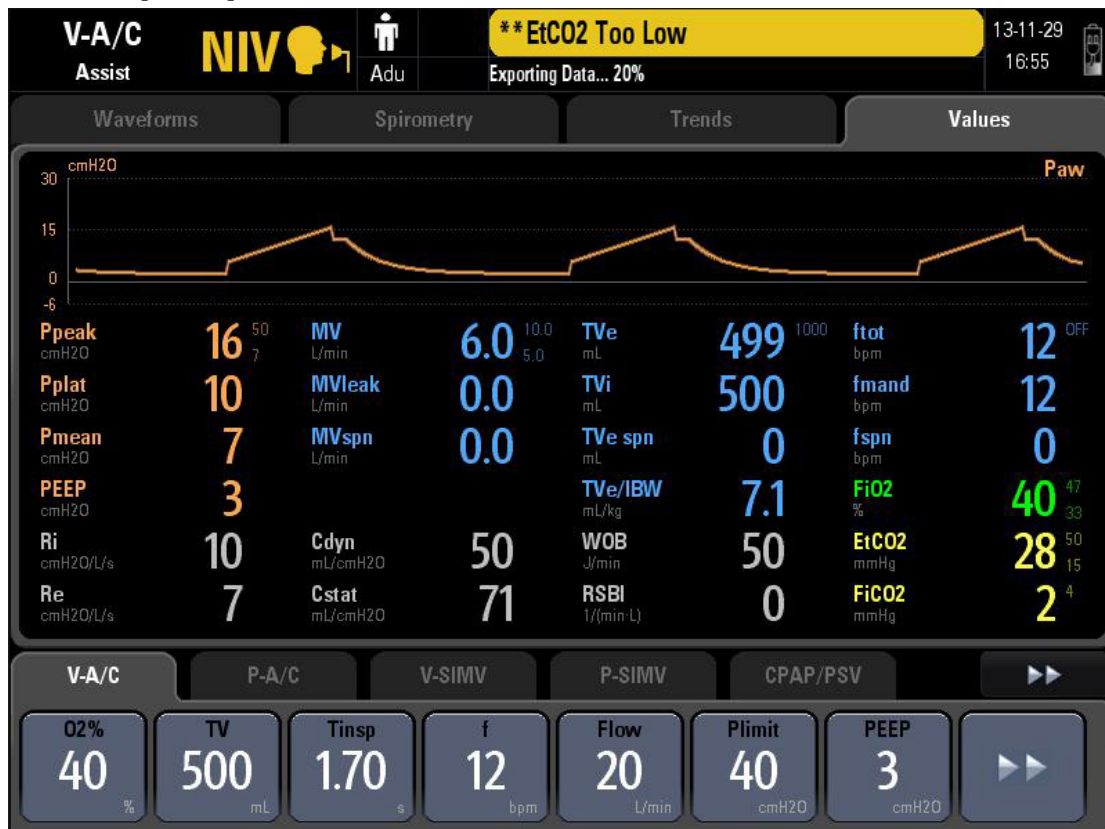 V-A/C
Assist
NIV
Adu
**EtCO2 Too Low
Exporting Data... 20%
13-11-29
16:55
Waveforms Spirometry Trends Values
cmH2O
Paw
30
15
0
-6
Ppeak 16 50 MV 6.0 10.0 TVe 499 1000 ftot 12 OFF
cmH2O 7 L/min 5.0 mL bpm
Pplat 10 MVleak 0.0 TVi 500 fmand 12
cmH2O L/min mL bpm
Pmean 7 MVspn 0.0 TVe spn 0 fspn 0
cmH2O L/min mL bpm
PEEP 3 TVe/IBW 7.1 FiO2 40 47
cmH2O mL/kg % 33
Ri 10 Cdyn 50 WOB 50 EtCO2 28 50
cmH2O/L/s mL/cmH2O J/min mmHg 15
Re 7 Cstat 71 RSBI 0 FiCO2 2 4
cmH2O/L/s mL/cmH2O 1/(min·L) mmHg
V-A/C P-A/C V-SIMV P-SIMV CPAP/PSV
O2% TV Tinsp f Flow Plimit PEEP
40 500 1.70 12 20 40 3
% mL s bpm L/min cmH2O cmH2O